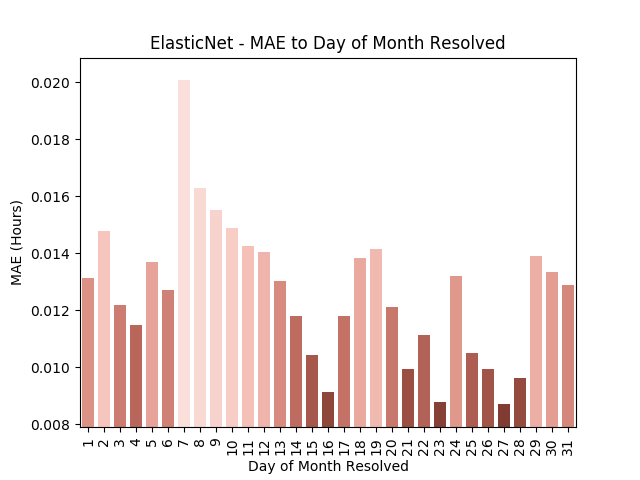 ElasticNet - MAE to Day of Month Resolved
MAE (Hours)
0.020
0.018
0.016
0.014
0.012
0.010
0.008
1 2 3 4 5 6 7 8 9 10 11 12 13 14 15 16 17 18 19 20 21 22 23 24 25 26 27 28 29 30 31
Day of Month Resolved